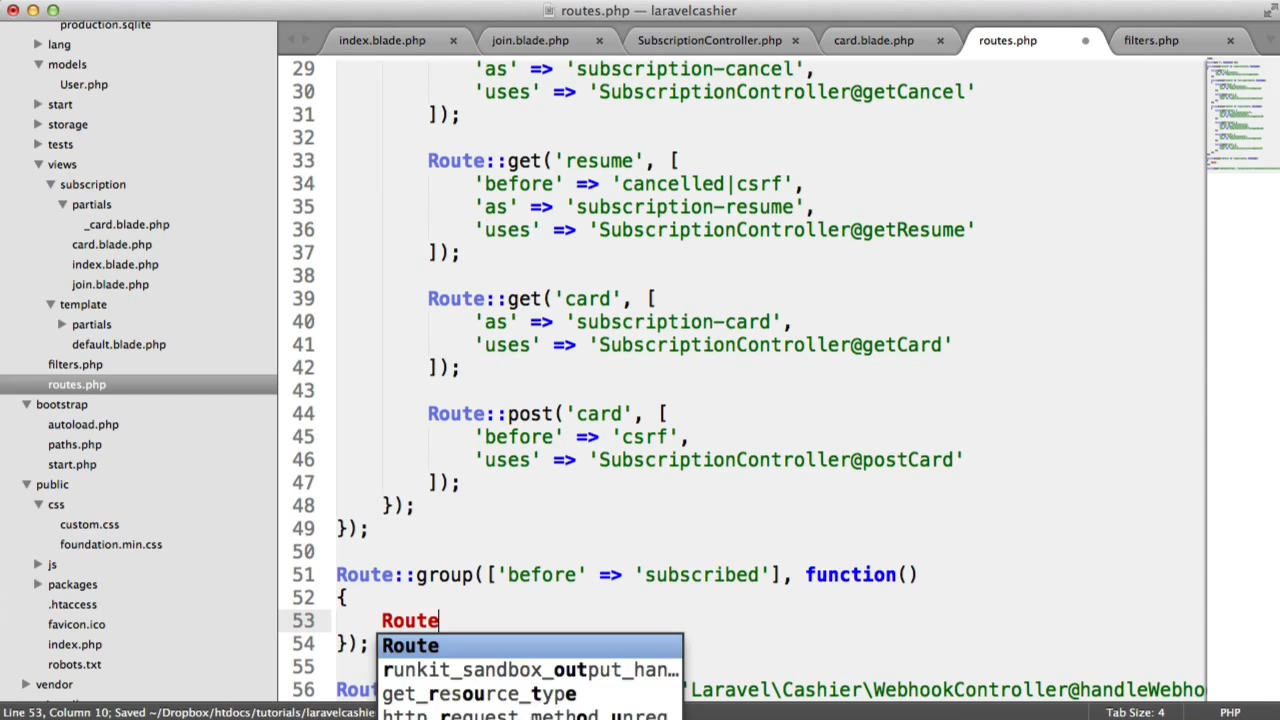 routes.php — laravelcashier
production.sqlite
lang
models
User.php
start
storage
tests
views
subscription
partials
_card.blade.php
card.blade.php
index.blade.php
join.blade.php
template
partials
default.blade.php
filters.php
routes.php
bootstrap
autoload.php
paths.php
start.php
public
css
custom.css
foundation.min.css
js
packages
.htaccess
favicon.ico
index.php
robots.txt
vendor
index.blade.php × join.blade.php × SubscriptionController.php × card.blade.php × routes.php filters.php ×
29 'as' => 'subscription-cancel',
30 'uses' => 'SubscriptionController@getCancel'
31 ]);
32
33 Route::get('resume', [
34 'before' => 'cancelled|csrf',
35 'as' => 'subscription-resume',
36 'uses' => 'SubscriptionController@getResume'
37 ]);
38
39 Route::get('card', [
40 'as' => 'subscription-card',
41 'uses' => 'SubscriptionController@getCard'
42 ]);
43
44 Route::post('card', [
45 'before' => 'csrf',
46 'uses' => 'SubscriptionController@postCard'
47 ]);
48 });
49 });
50
51 Route::group(['before' => 'subscribed'], function()
52 {
53 Route
54 });
55
56 Rout 'Laravel\Cashier\WebhookController@handleWebho
Route
runkit_sandbox_output_han...
get_resource_type
http_request_method_unreg
Line 53, Column 10; Saved ~/Dropbox/htdocs/tutorials/laravelcashie
Tab Size: 4 PHP